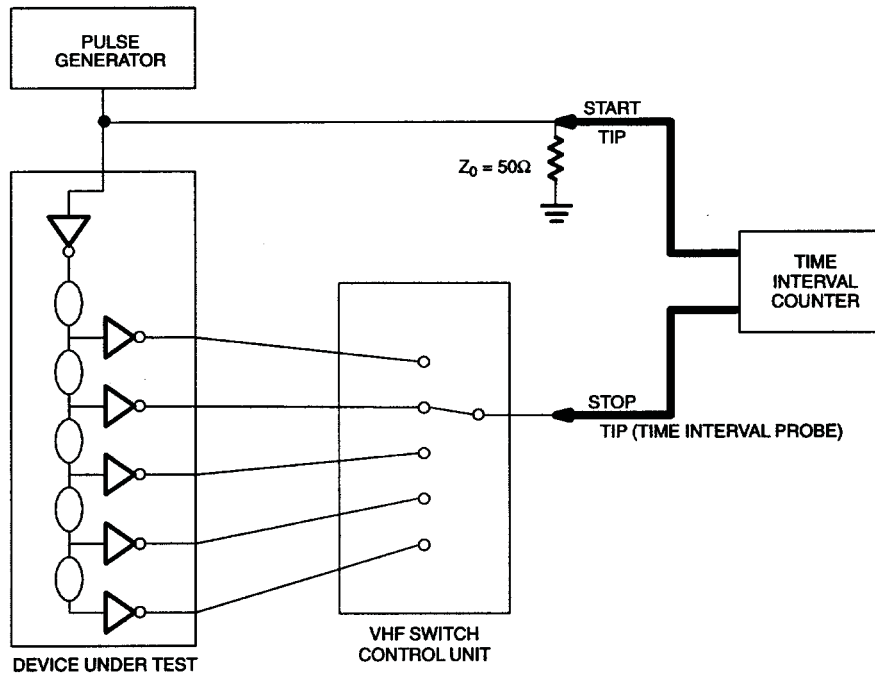 PULSE
GENERATOR
START
TIP
Z₀ = 50Ω
TIME
INTERVAL
COUNTER
STOP
TIP (TIME INTERVAL PROBE)
VHF SWITCH
CONTROL UNIT
DEVICE UNDER TEST